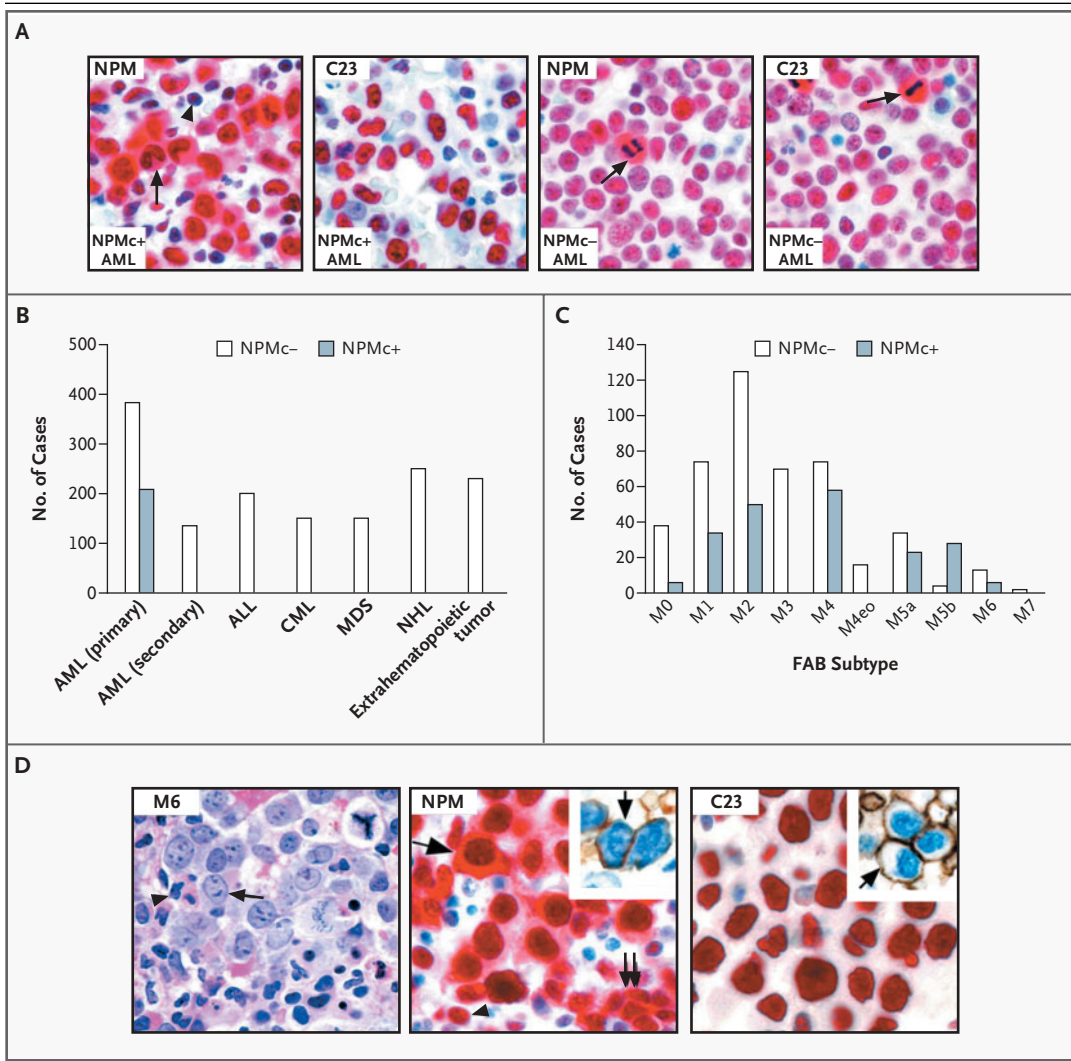 A
NPM
C23
NPM
C23
NPMc+
AML
NPMc+
AML
NPMc–
AML
NPMc–
AML
B
500
400
300
200
100
0
No. of Cases
NPMc–
NPMc+
AML (primary)
AML (secondary)
ALL
CML
MDS
NHL
Extrahematopoietic
tumor
C
140
120
100
80
60
40
20
0
No. of Cases
NPMc–
NPMc+
M0
M1
M2
M3
M4
M4eo
M5a
M5b
M6
M7
FAB Subtype
D
M6
NPM
C23